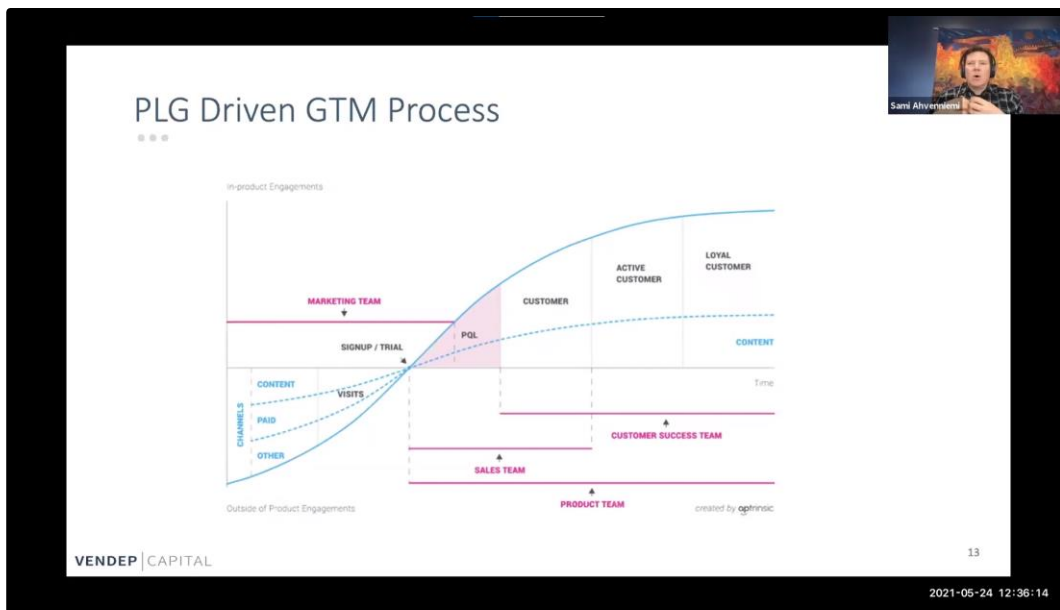 Sami Ahvenniemi
PLG Driven GTM Process
In-product Engagements
MARKETING TEAM
SIGNUP / TRIAL
PQL
CUSTOMER
ACTIVE
CUSTOMER
LOYAL
CUSTOMER
CONTENT
Time
CHANNELS
CONTENT
PAID
OTHER
VISITS
CUSTOMER SUCCESS TEAM
SALES TEAM
PRODUCT TEAM
Outside of Product Engagements
created by aptrinsic
VENDEP CAPITAL
13
2021-05-24 12:36:14